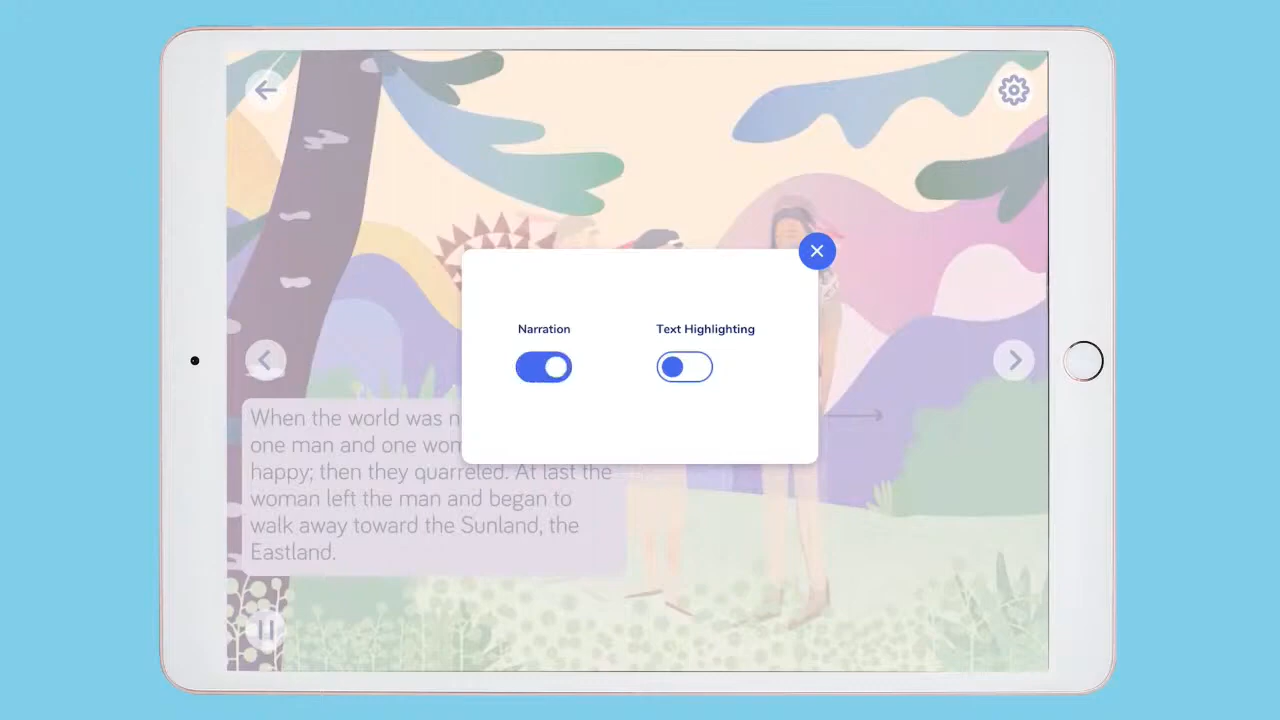 Narration
Text Highlighting
When the world was n
one man and one wom
happy; then they quarreled. At last the
woman left the man and began to
walk away toward the Sunland, the
Eastland.